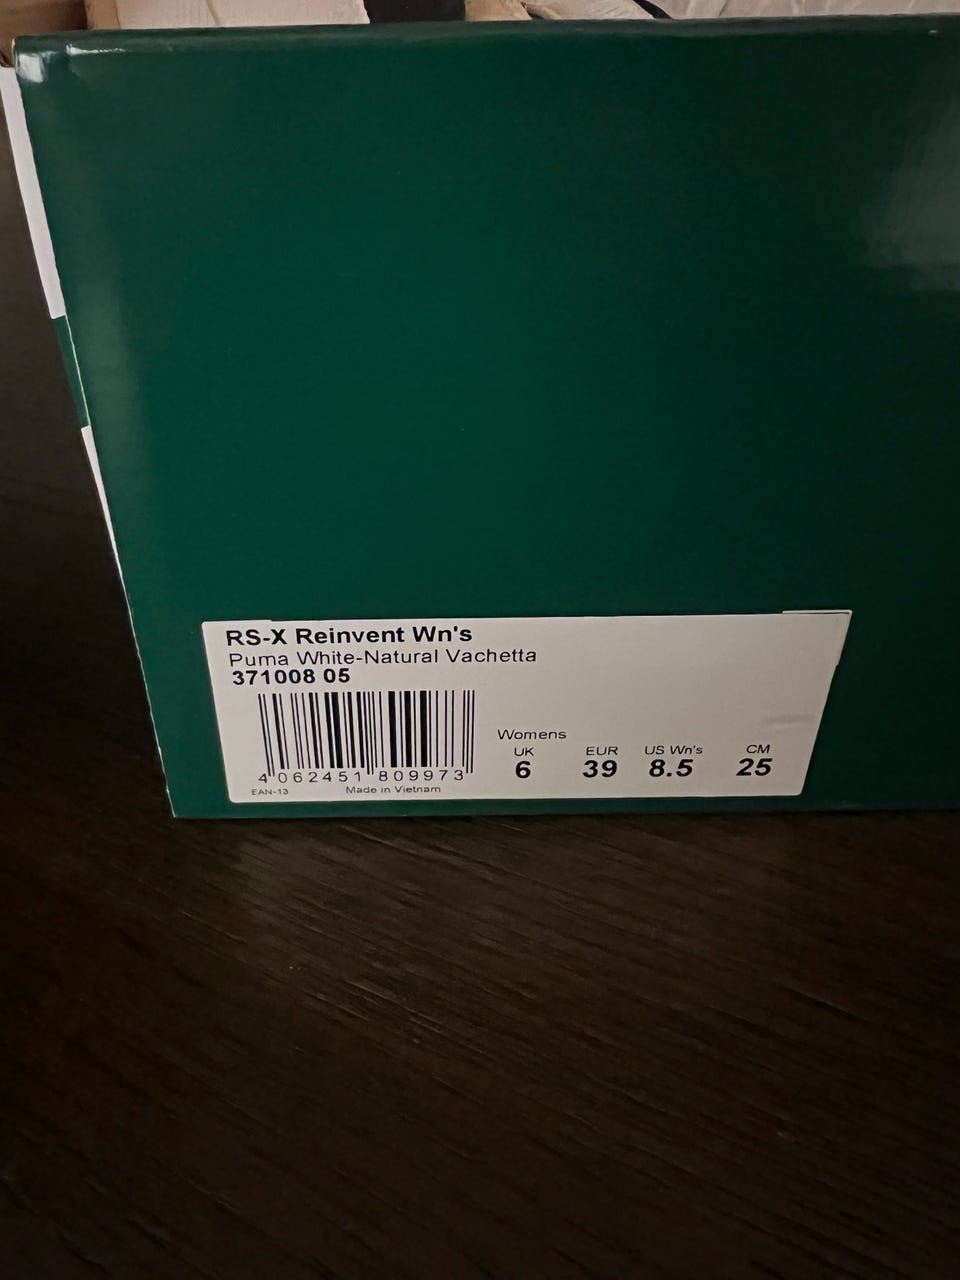 RS-X Reinvent Wn's
Puma White-Natural Vachetta
371008 05
4 062451 809973
EAN-13
Made in Vietnam
Womens
UK EUR US Wn's CM
6 39 8.5 25